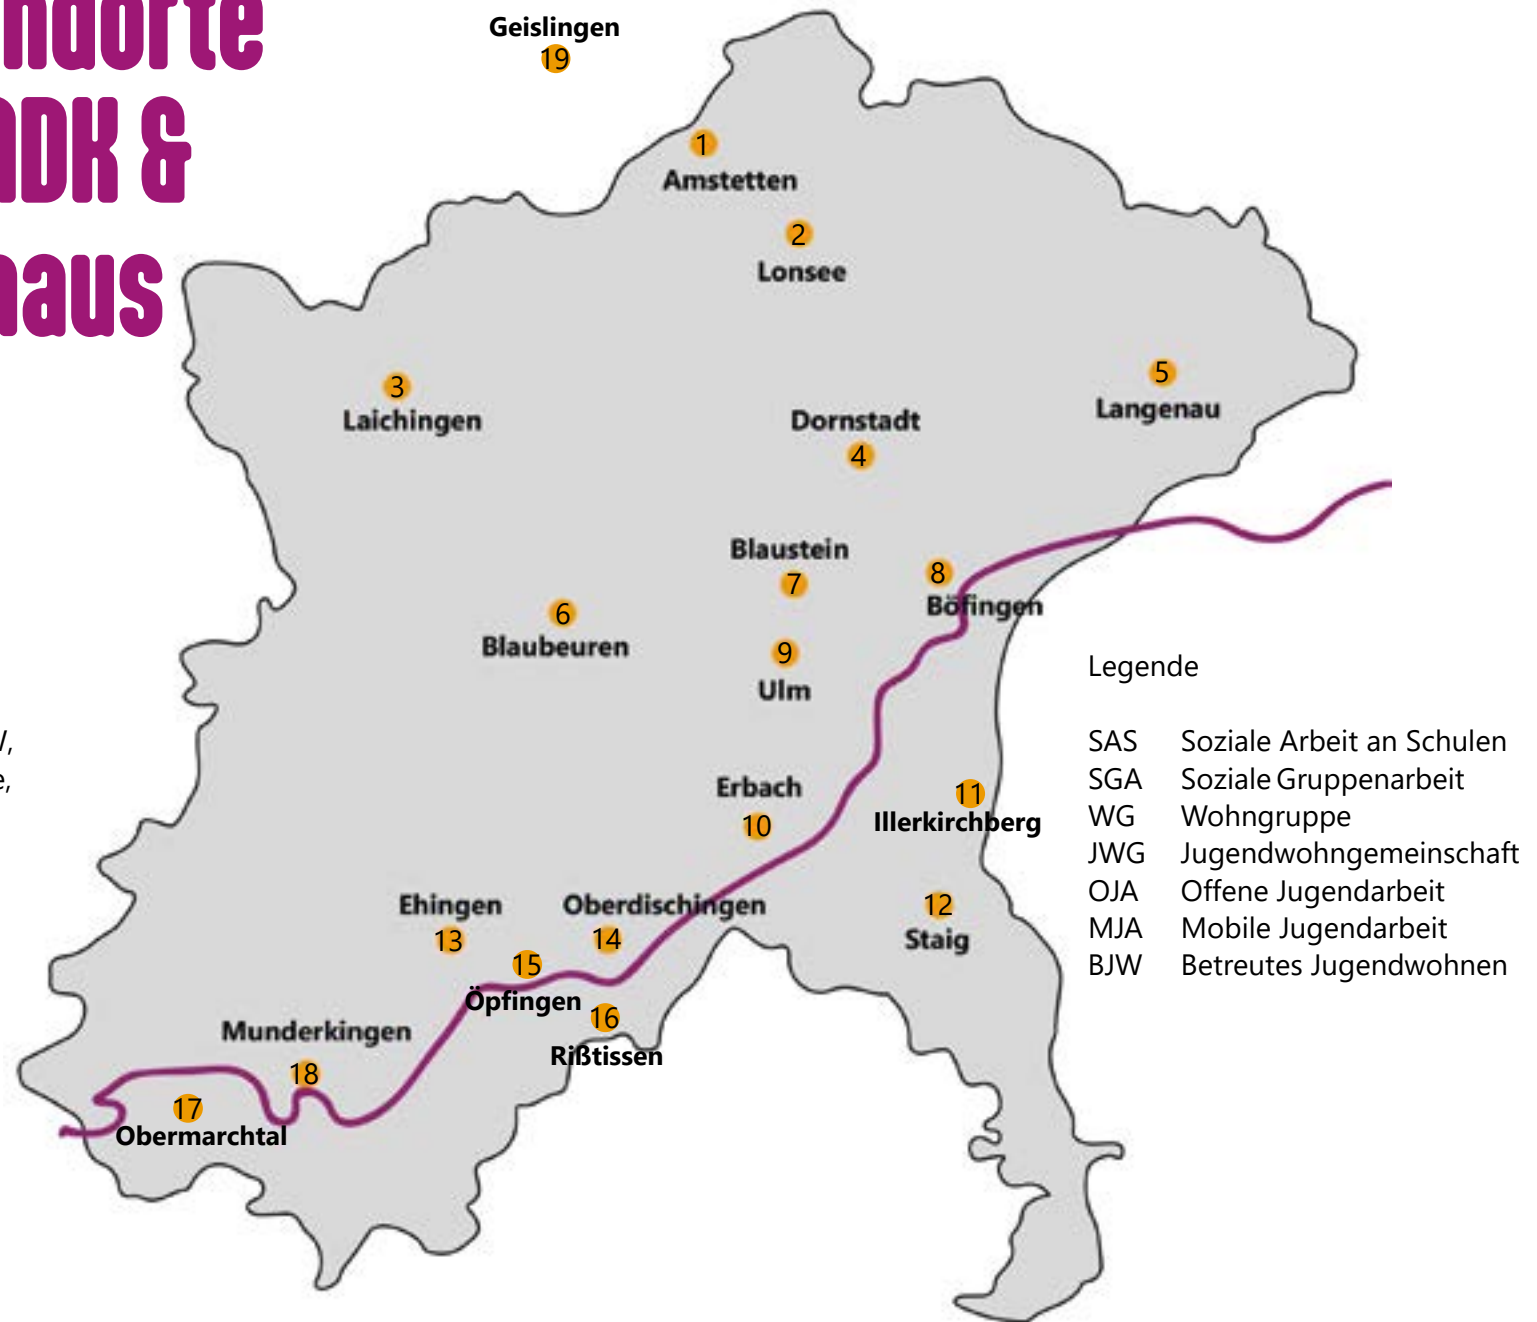 ndorte
DK &
haus
Geislingen
19
1
Amstetten
2
Lonsee
3
Laichingen
Dornstadt
4
5
Langenau
Blaustein
7
8
Böfingen
6
Blaubeuren
9
Ulm
Erbach
10
11
Illerkirchberg
12
Staig
Ehingen
13
Oberdischingen
14
15
Öpfingen
16
Rißtissen
Munderkingen
18
17
Obermarchtal
Legende
SAS Soziale Arbeit an Schulen
SGA Soziale Gruppenarbeit
WG Wohngruppe
JWG Jugendwohngemeinschaft
OJA Offene Jugendarbeit
MJA Mobile Jugendarbeit
BJW Betreutes Jugendwohnen